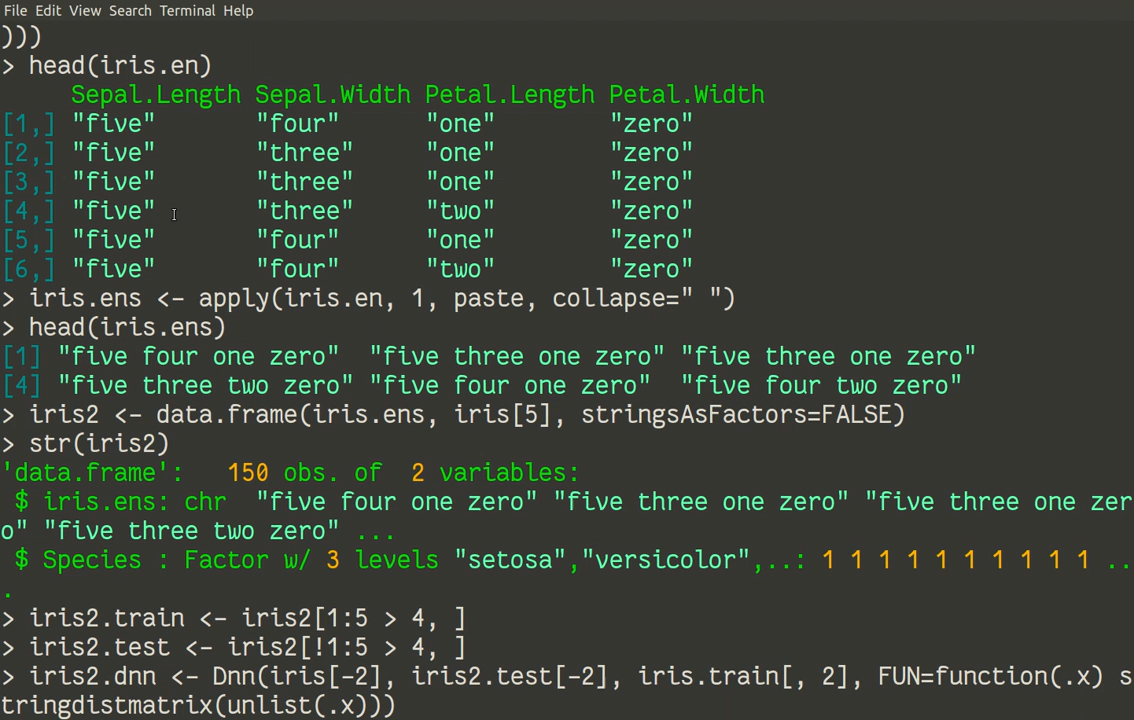 File Edit View Search Terminal Help
)))
> head(iris.en)
     Sepal.Length Sepal.Width Petal.Length Petal.Width
[1,] "five"       "four"      "one"        "zero"
[2,] "five"       "three"     "one"        "zero"
[3,] "five"       "three"     "one"        "zero"
[4,] "five"       "three"     "two"        "zero"
[5,] "five"       "four"      "one"        "zero"
[6,] "five"       "four"      "two"        "zero"
> iris.ens <- apply(iris.en, 1, paste, collapse=" ")
> head(iris.ens)
[1] "five four one zero"  "five three one zero" "five three one zero"
[4] "five three two zero" "five four one zero"  "five four two zero"
> iris2 <- data.frame(iris.ens, iris[5], stringsAsFactors=FALSE)
> str(iris2)
'data.frame':   150 obs. of  2 variables:
 $ iris.ens: chr  "five four one zero" "five three one zero" "five three one zer
o" "five three two zero" ...
 $ Species : Factor w/ 3 levels "setosa","versicolor",..: 1 1 1 1 1 1 1 1 1 1 ..
.
> iris2.train <- iris2[1:5 > 4, ]
> iris2.test <- iris2[!1:5 > 4, ]
> iris2.dnn <- Dnn(iris[-2], iris2.test[-2], iris.train[, 2], FUN=function(.x) s
tringdistmatrix(unlist(.x)))